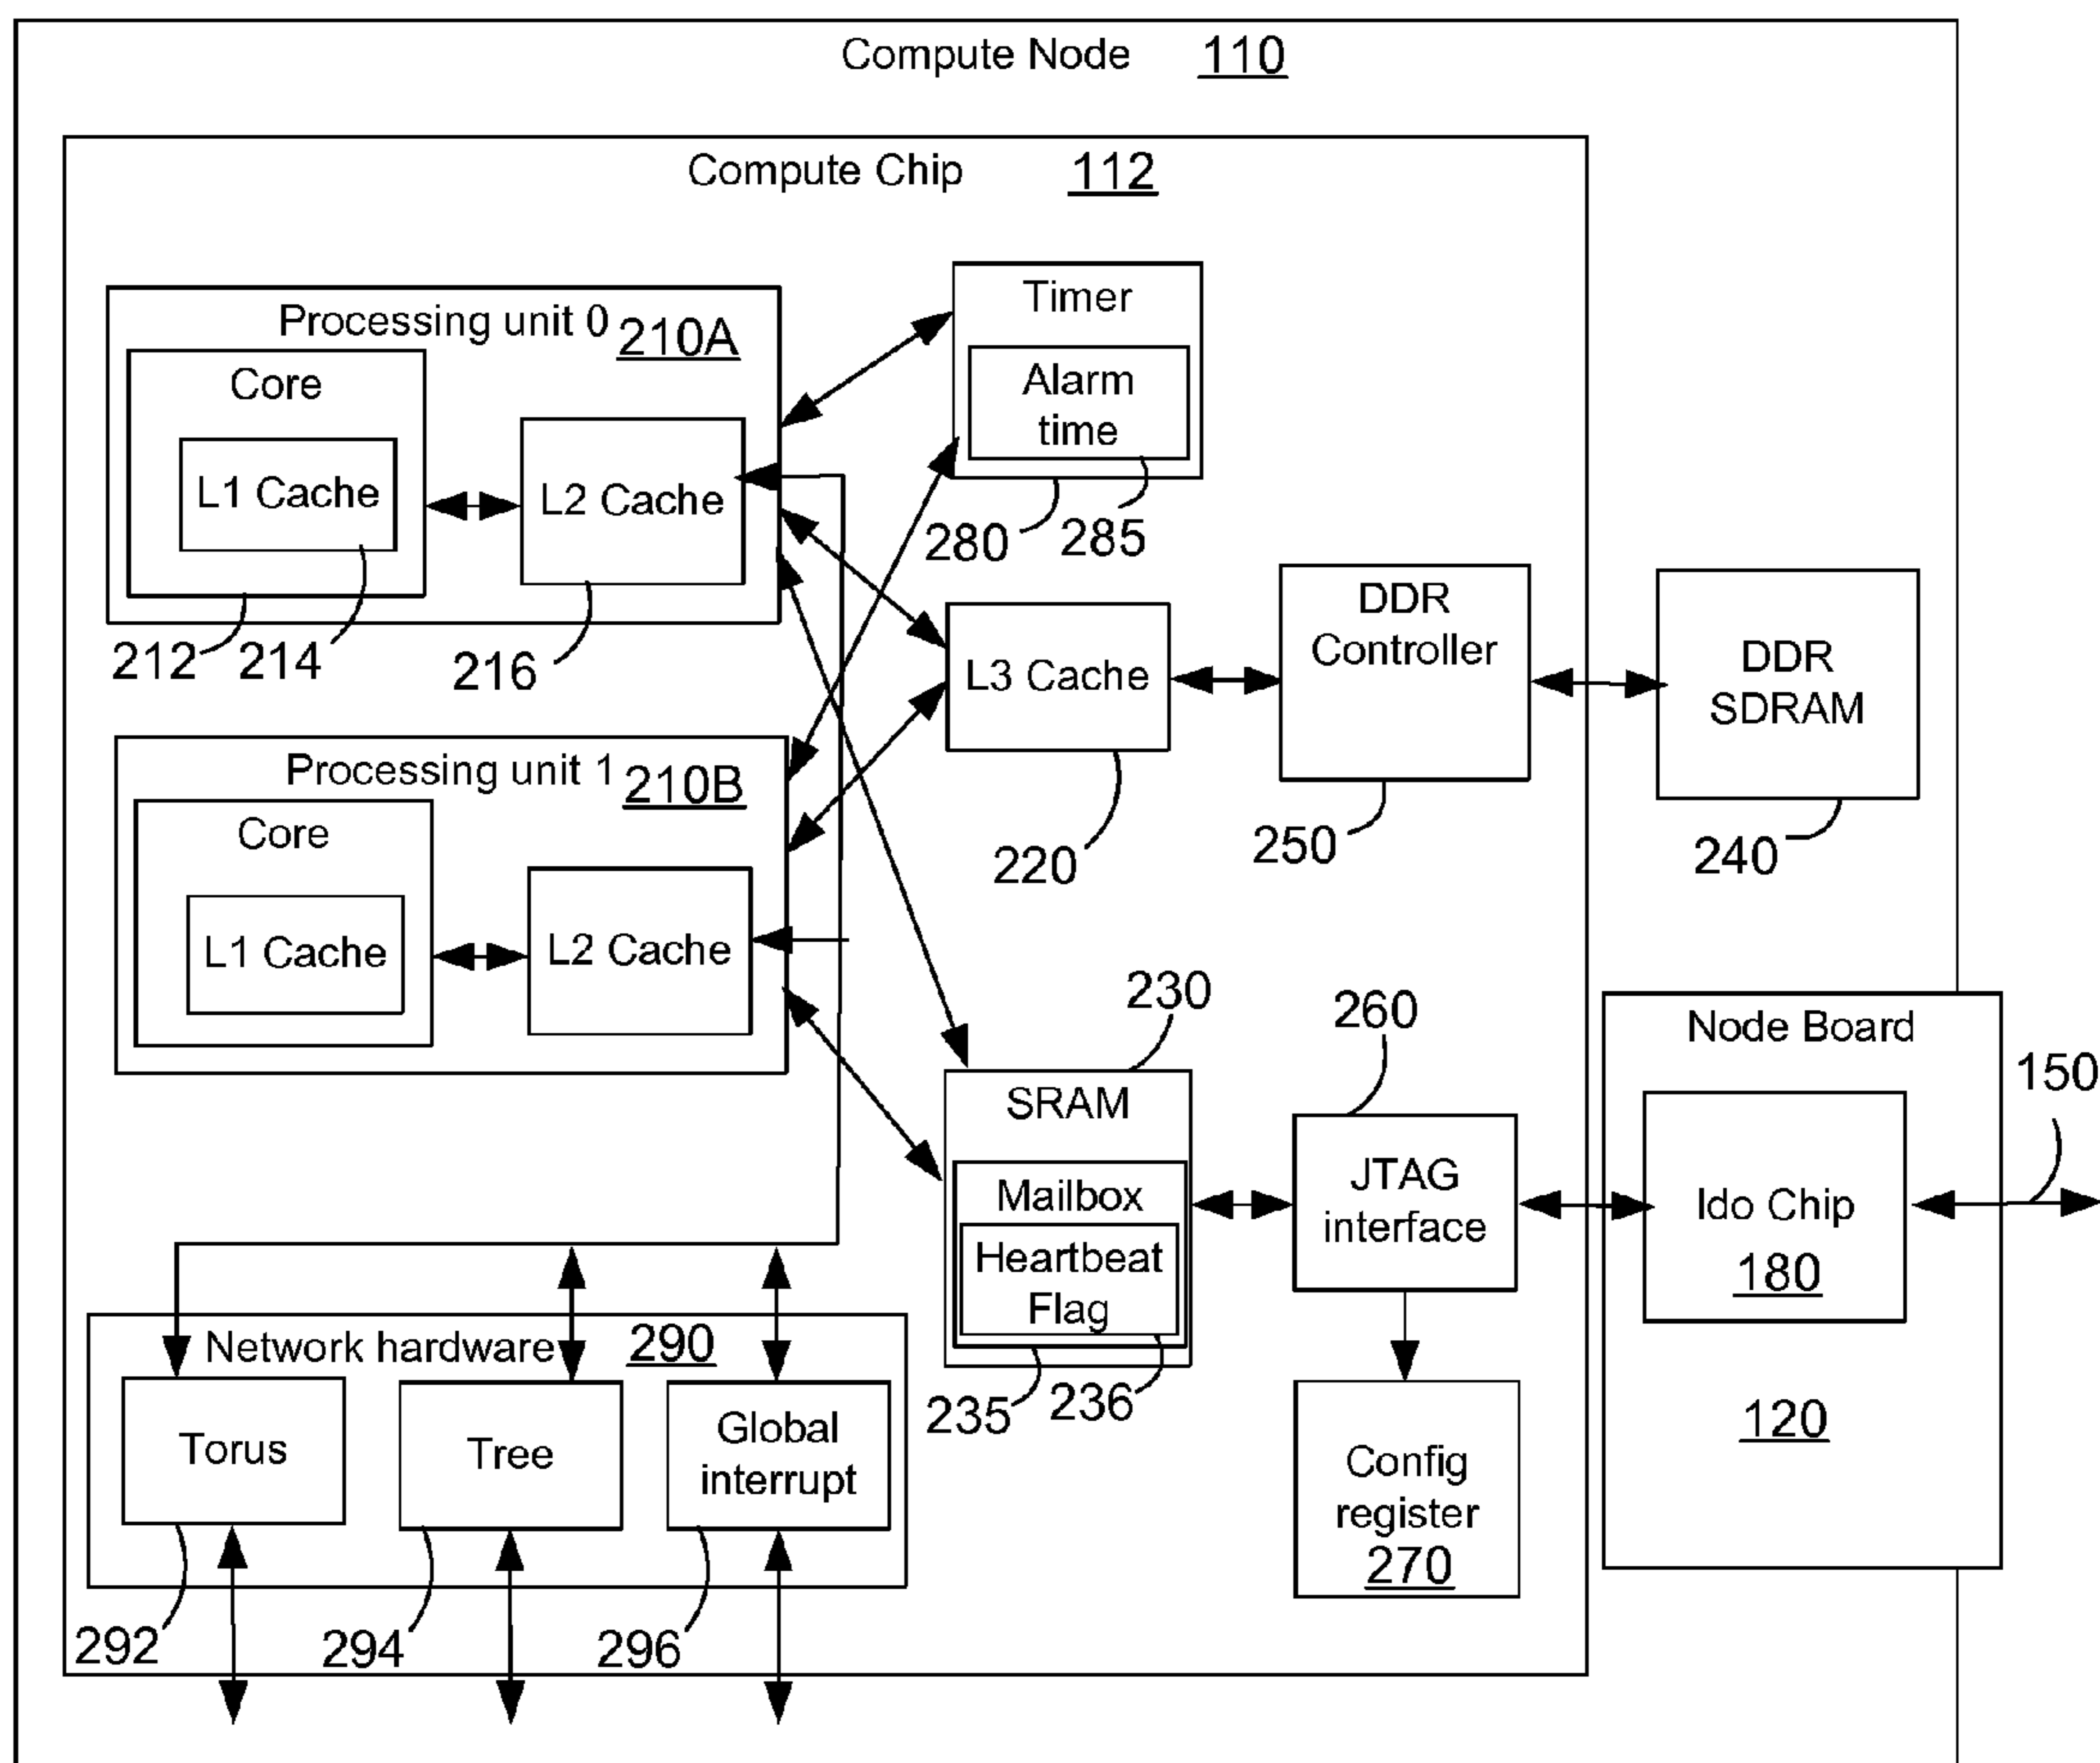 Compute Node 110
Compute Chip 112
Processing unit 0 210A
Core
L1 Cache
L2 Cache
212
214
216
Timer
Alarm
time
280
285
L3 Cache
220
DDR
Controller
250
DDR
SDRAM
240
Processing unit 1 210B
Core
L1 Cache
L2 Cache
230
SRAM
Mailbox
Heartbeat
Flag
235
236
260
JTAG
interface
Config
register
270
Node Board
Ido Chip
180
120
150
Network hardware 290
Torus
Tree
Global
interrupt
292
294
296